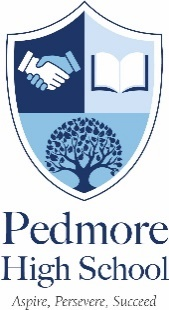 Pedmore
High School
Aspire, Persevere, Succeed